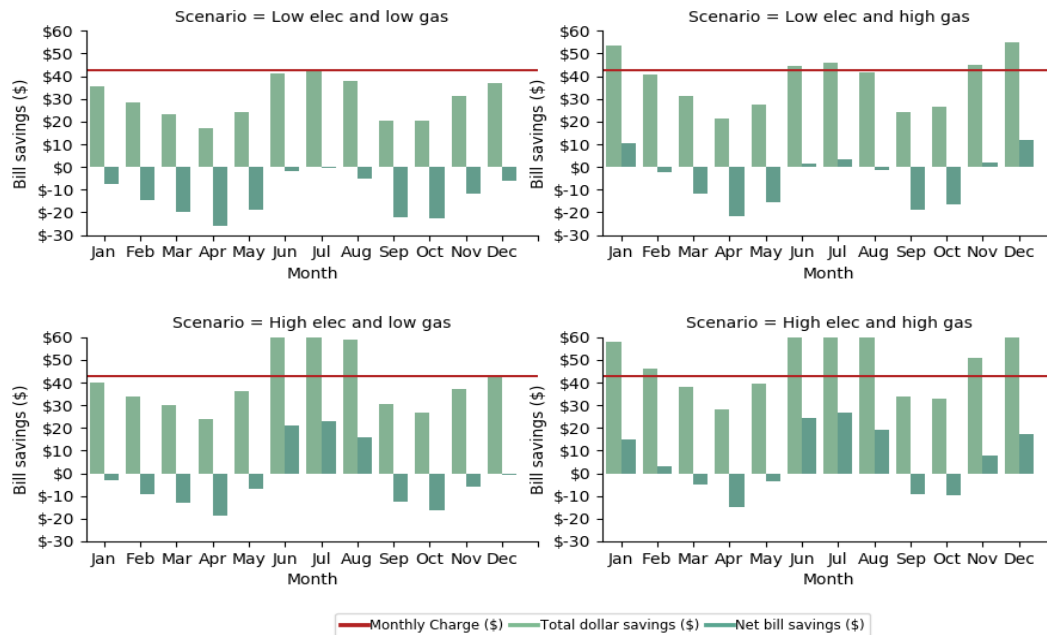 Scenario = Low elec and low gas
$60
$50
$40
$30
$20
$10
$0
$-10
$-20
$-30
Bill savings ($)
Jan Feb Mar Apr May Jun Jul Aug Sep Oct Nov Dec
Month
Scenario = Low elec and high gas
$60
$50
$40
$30
$20
$10
$0
$-10
$-20
$-30
Bill savings ($)
Jan Feb Mar Apr May Jun Jul Aug Sep Oct Nov Dec
Month
Scenario = High elec and low gas
$60
$50
$40
$30
$20
$10
$0
$-10
$-20
$-30
Bill savings ($)
Jan Feb Mar Apr May Jun Jul Aug Sep Oct Nov Dec
Month
Scenario = High elec and high gas
$60
$50
$40
$30
$20
$10
$0
$-10
$-20
$-30
Bill savings ($)
Jan Feb Mar Apr May Jun Jul Aug Sep Oct Nov Dec
Month
Monthly Charge ($) Total dollar savings ($) Net bill savings ($)